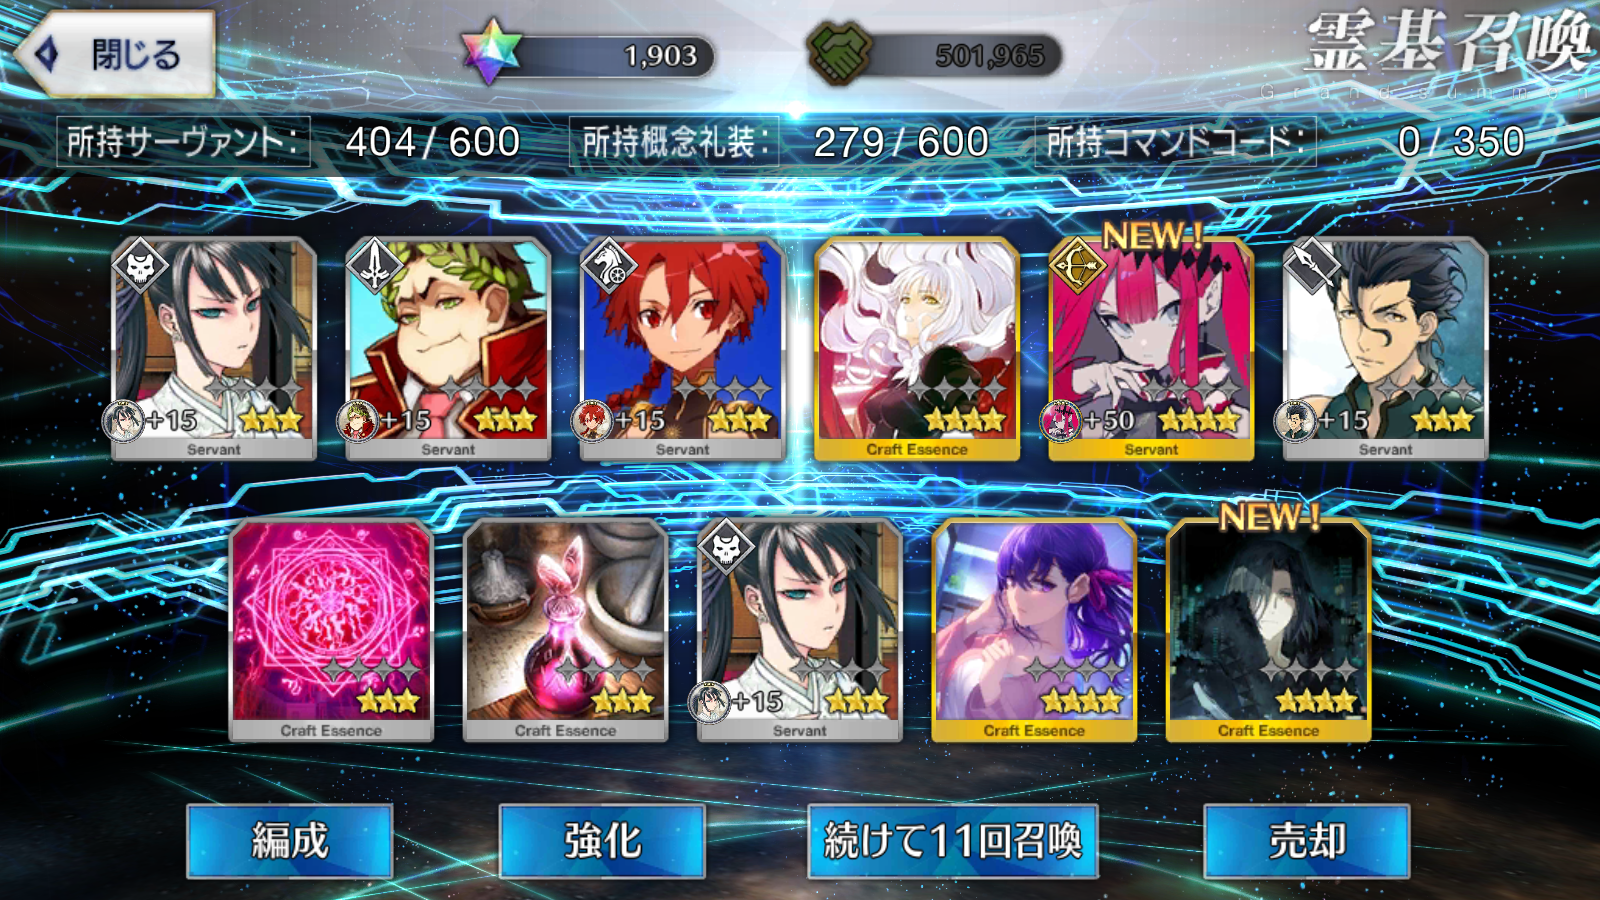 閉じる
1,903
501,965
霊基召喚
Grand summon
所持サーヴァント: 404/600
所持概念礼装: 279/600
所持コマンドコード: 0/350
NEW!
+15
+15
+15
+50
+15
Servant
Servant
Servant
Craft Essence
Servant
Servant
NEW!
+15
Craft Essence
Craft Essence
Servant
Craft Essence
Craft Essence
編成
強化
続けて11回召喚
売却